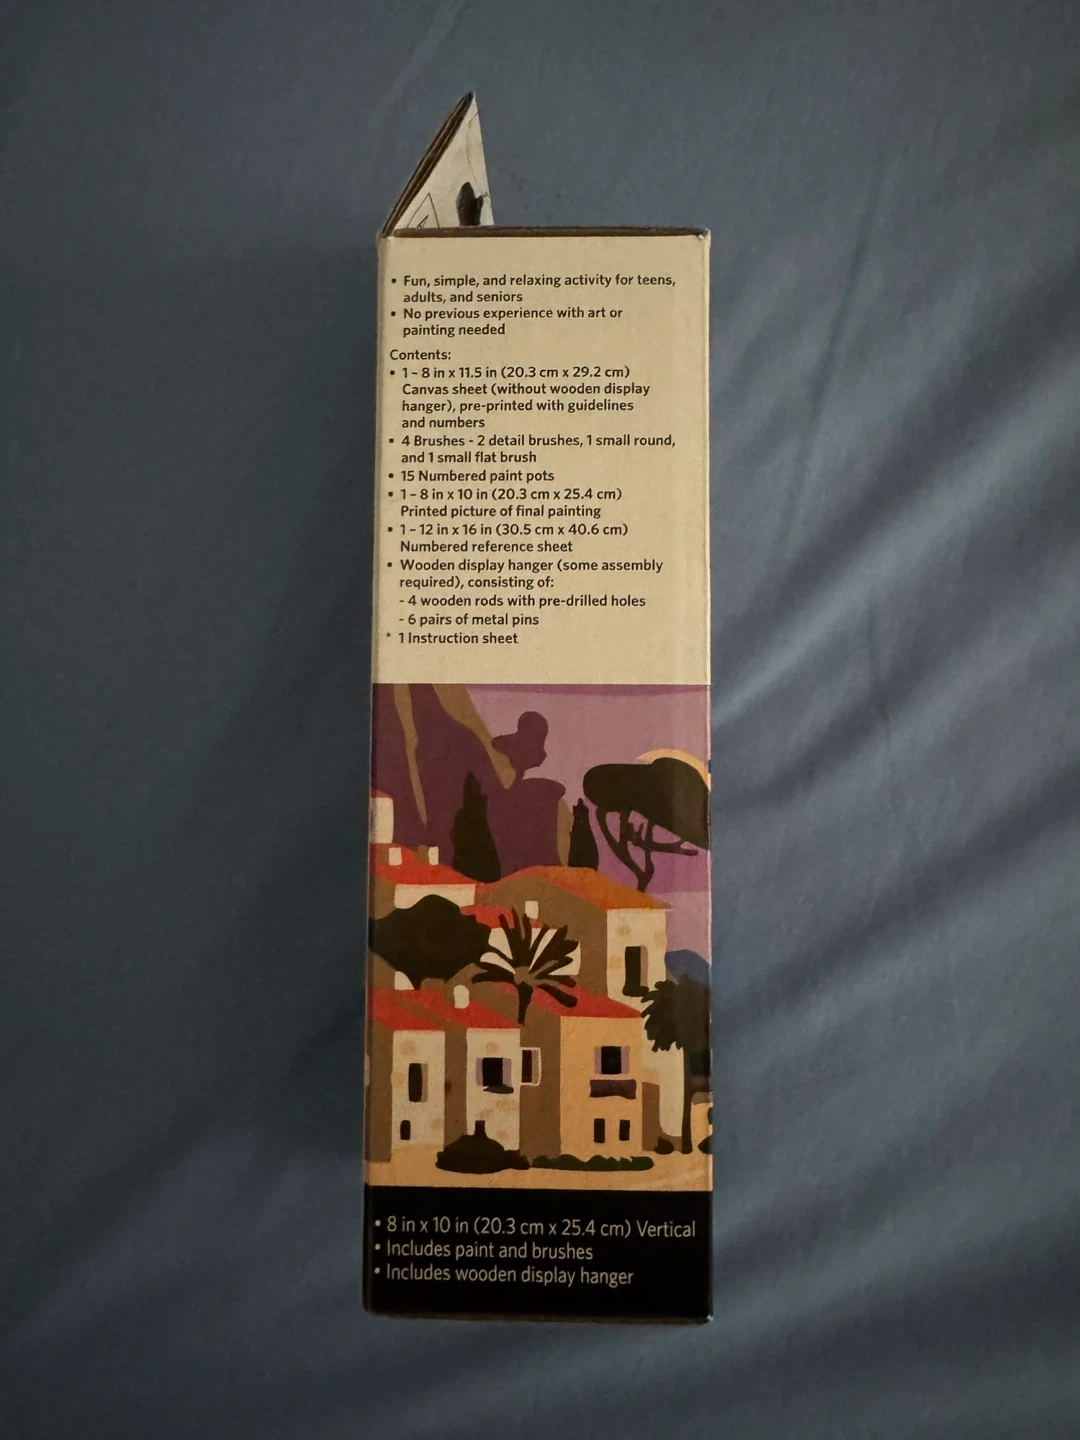 • Fun, simple, and relaxing activity for teens,
adults, and seniors
• No previous experience with art or
painting needed
Contents:
• 1 – 8 in x 11.5 in (20.3 cm x 29.2 cm)
Canvas sheet (without wooden display
hanger), pre-printed with guidelines
and numbers
• 4 Brushes - 2 detail brushes, 1 small round,
and 1 small flat brush
• 15 Numbered paint pots
• 1 – 8 in x 10 in (20.3 cm x 25.4 cm)
Printed picture of final painting
• 1 – 12 in x 16 in (30.5 cm x 40.6 cm)
Numbered reference sheet
• Wooden display hanger (some assembly
required), consisting of:
- 4 wooden rods with pre-drilled holes
- 6 pairs of metal pins
* 1 Instruction sheet
• 8 in x 10 in (20.3 cm x 25.4 cm) Vertical
• Includes paint and brushes
• Includes wooden display hanger